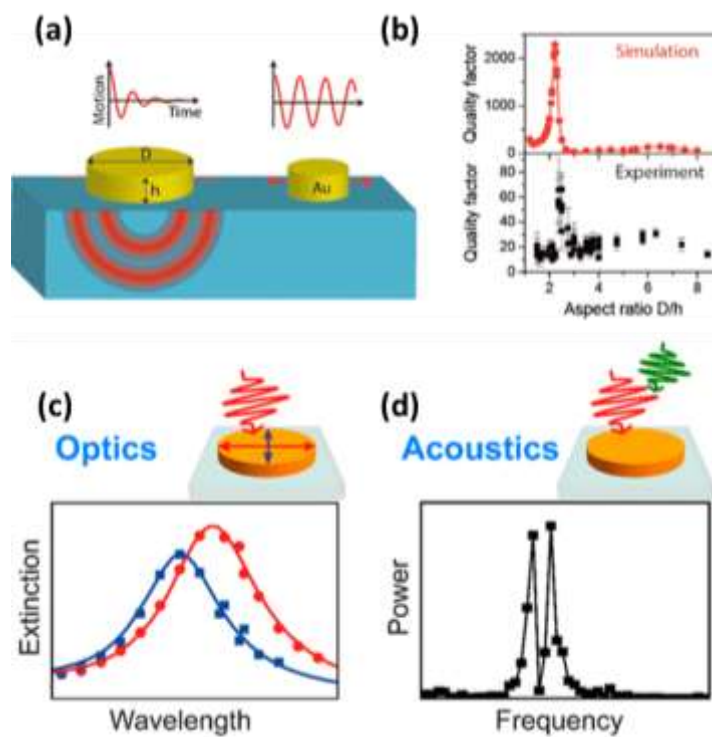 (a)
Motion
Time
D
h
Au
(b)
Quality factor
2000
1000
0
Simulation
Quality factor
80
60
40
20
0
Experiment
2
4
6
8
Aspect ratio D/h
(c)
Optics
Extinction
Wavelength
(d)
Acoustics
Power
Frequency